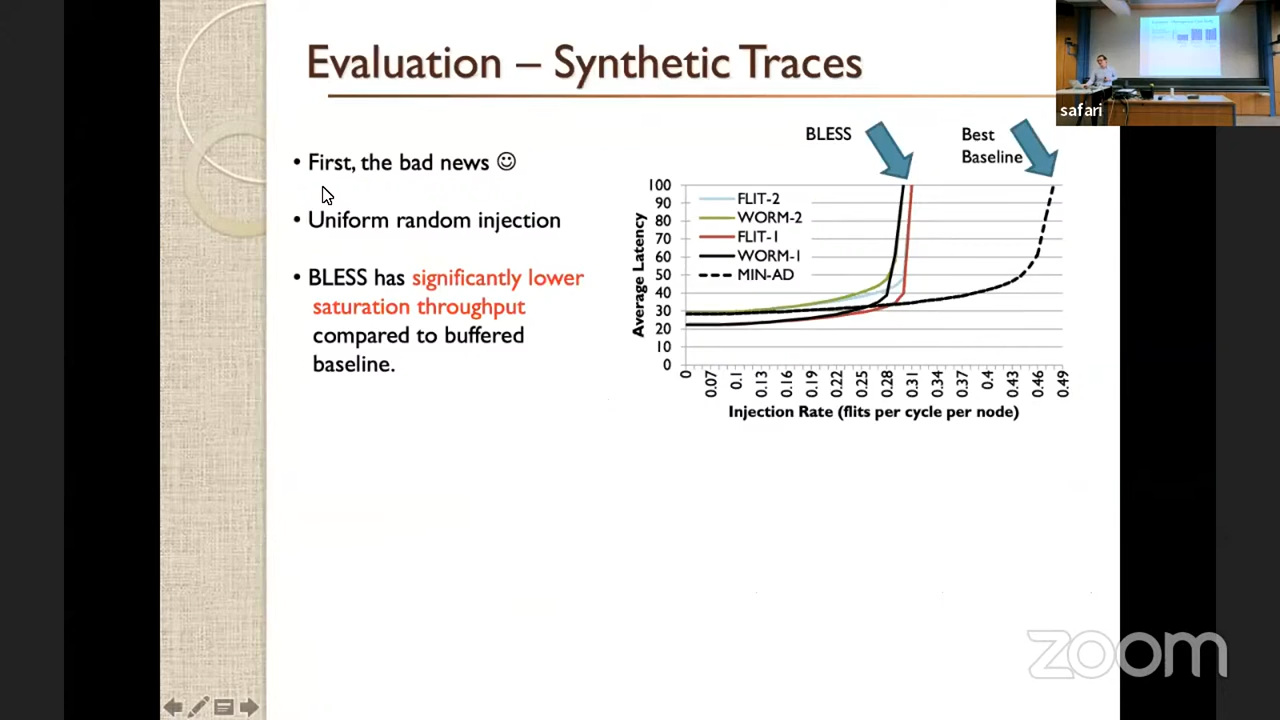 Evaluation – Synthetic Traces
safari
• First, the bad news ☺
• Uniform random injection
• BLESS has significantly lower
saturation throughput
compared to buffered
baseline.
BLESS
Best
Baseline
Average Latency
100
90
80
70
60
50
40
30
20
10
0
FLIT-2
WORM-2
FLIT-1
WORM-1
MIN-AD
0 0.07 0.1 0.13 0.16 0.19 0.22 0.25 0.28 0.31 0.34 0.37 0.4 0.43 0.46 0.49
Injection Rate (flits per cycle per node)
zoom